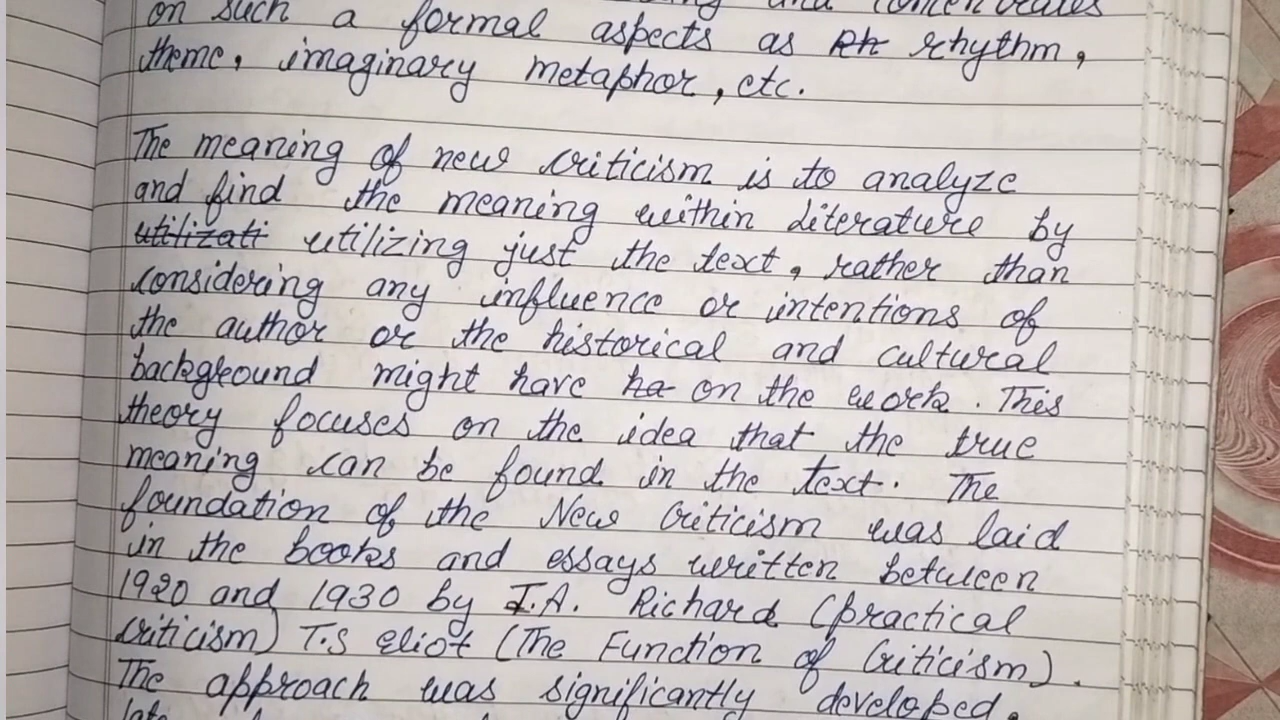 on such a formal aspects as rhythm,
theme, imaginary metaphor, etc.
The meaning of new criticism is to analyze
and find the meaning within literature by
utilizati utilizing just the text, rather than
considering any influence or intentions of
the author or the historical and cultural
background might have ha on the work. This
theory focuses on the idea that the true
meaning can be found in the text. The
foundation of the New Criticism was laid
in the books and essays written between
1920 and 1930 by I.A. Richard (practical
criticism) T.S eliot (The Function of Criticism).
The approach was significantly developed.